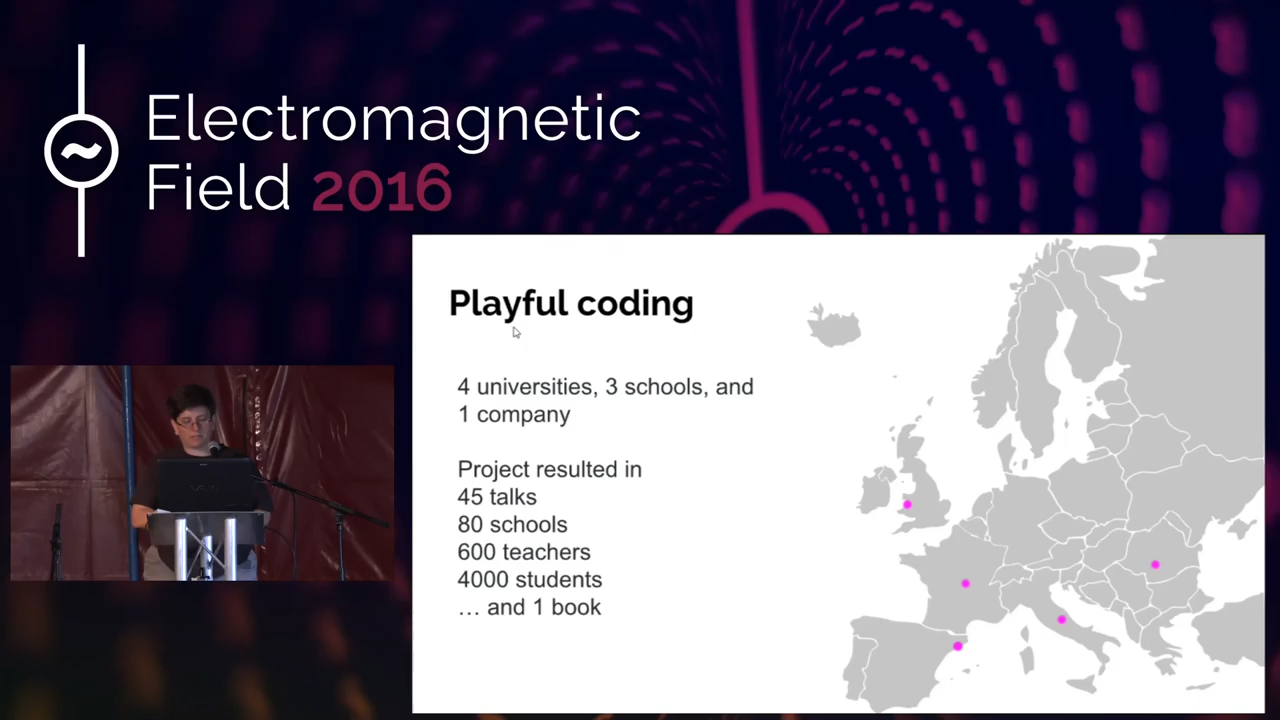 Electromagnetic
Field 2016
Playful coding
4 universities, 3 schools, and
1 company
Project resulted in
45 talks
80 schools
600 teachers
4000 students
… and 1 book